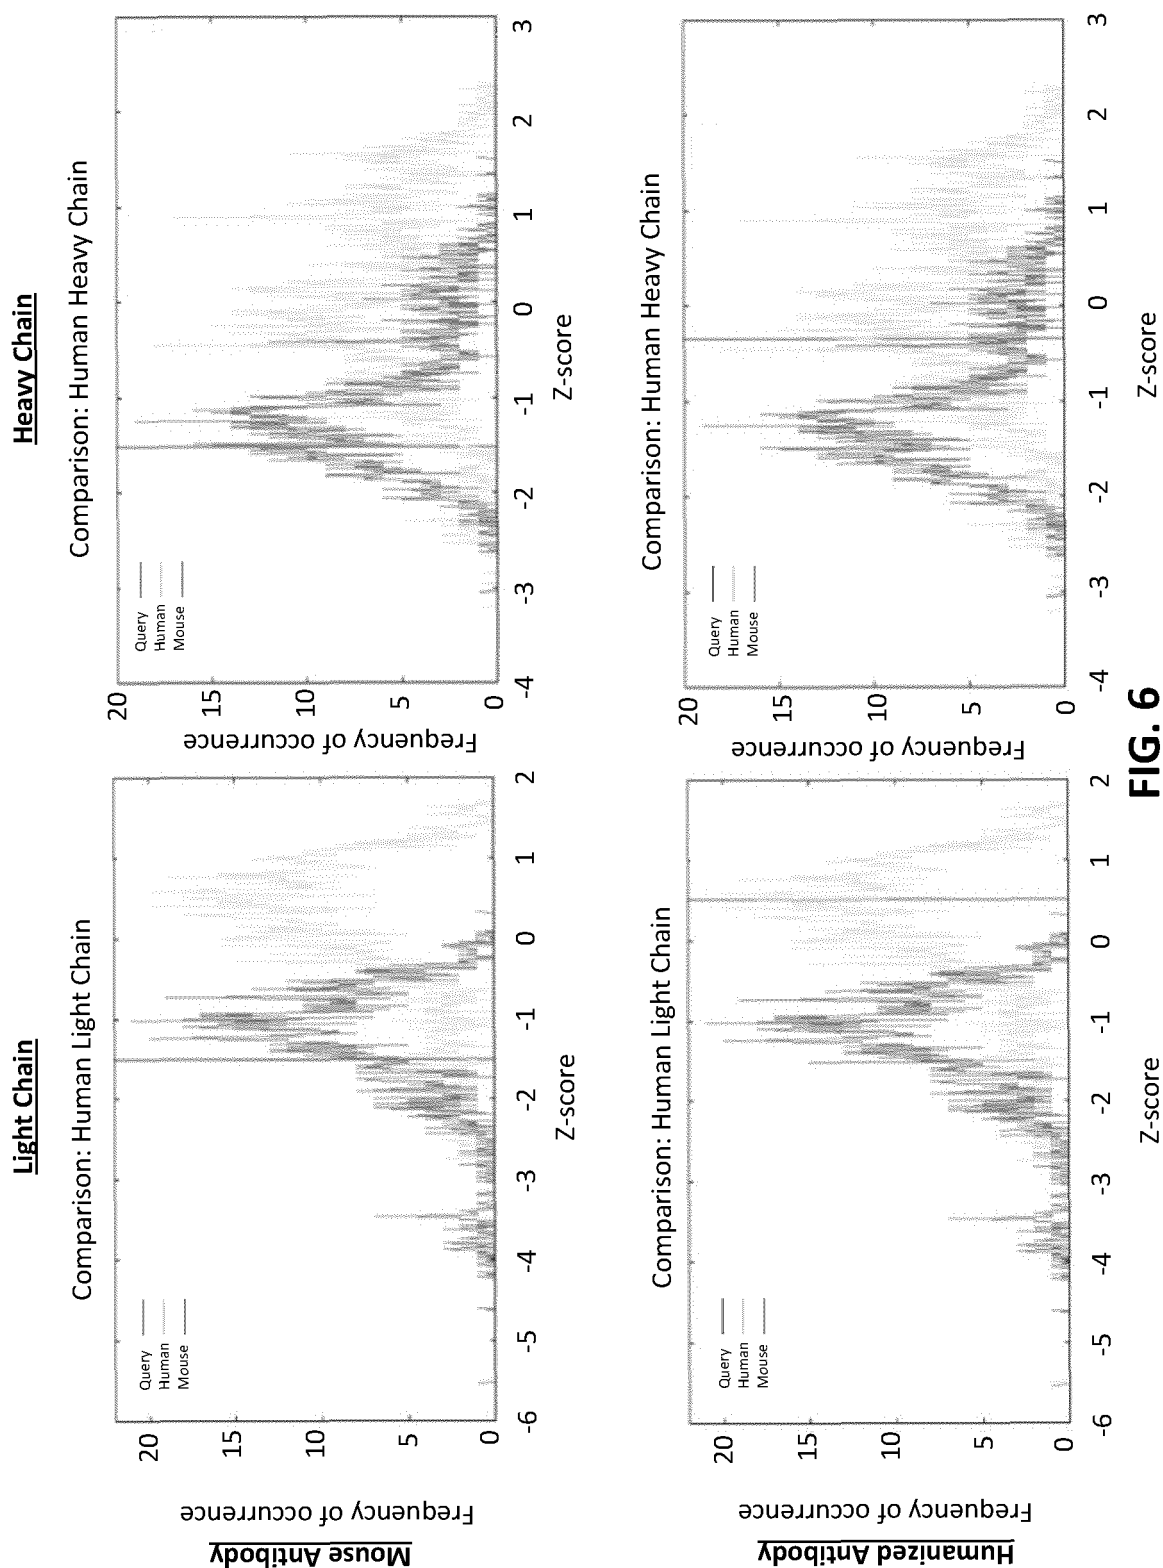 Light Chain
Heavy Chain
Mouse Antibody
Comparison: Human Light Chain
Frequency of occurrence
20
15
10
5
0
Query
Human
Mouse
-6
-5
-4
-3
-2
-1
0
1
2
Z-score
Comparison: Human Heavy Chain
Frequency of occurrence
20
15
10
5
0
Query
Human
Mouse
-4
-3
-2
-1
0
1
2
3
Z-score
Humanized Antibody
Comparison: Human Light Chain
Frequency of occurrence
20
15
10
5
0
Query
Human
Mouse
-6
-5
-4
-3
-2
-1
0
1
2
Z-score
Comparison: Human Heavy Chain
Frequency of occurrence
20
15
10
5
0
Query
Human
Mouse
-4
-3
-2
-1
0
1
2
3
Z-score
FIG. 6